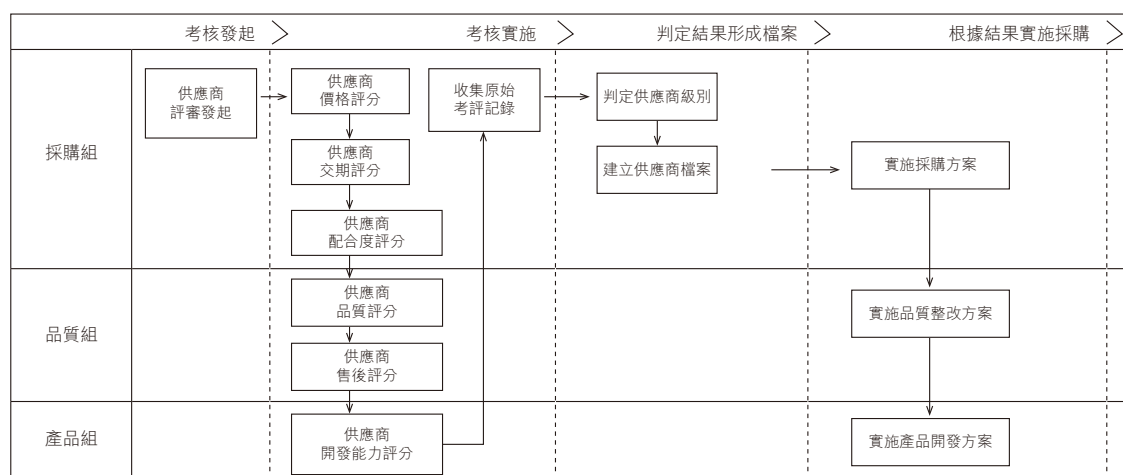 考核發起
考核實施
判定結果形成檔案
根據結果實施採購
採購組
供應商
評審發起
供應商
價格評分
收集原始
考評記錄
判定供應商級別
供應商
交期評分
建立供應商檔案
實施採購方案
供應商
配合度評分
品質組
供應商
品質評分
實施品質整改方案
供應商
售後評分
產品組
供應商
開發能力評分
實施產品開發方案